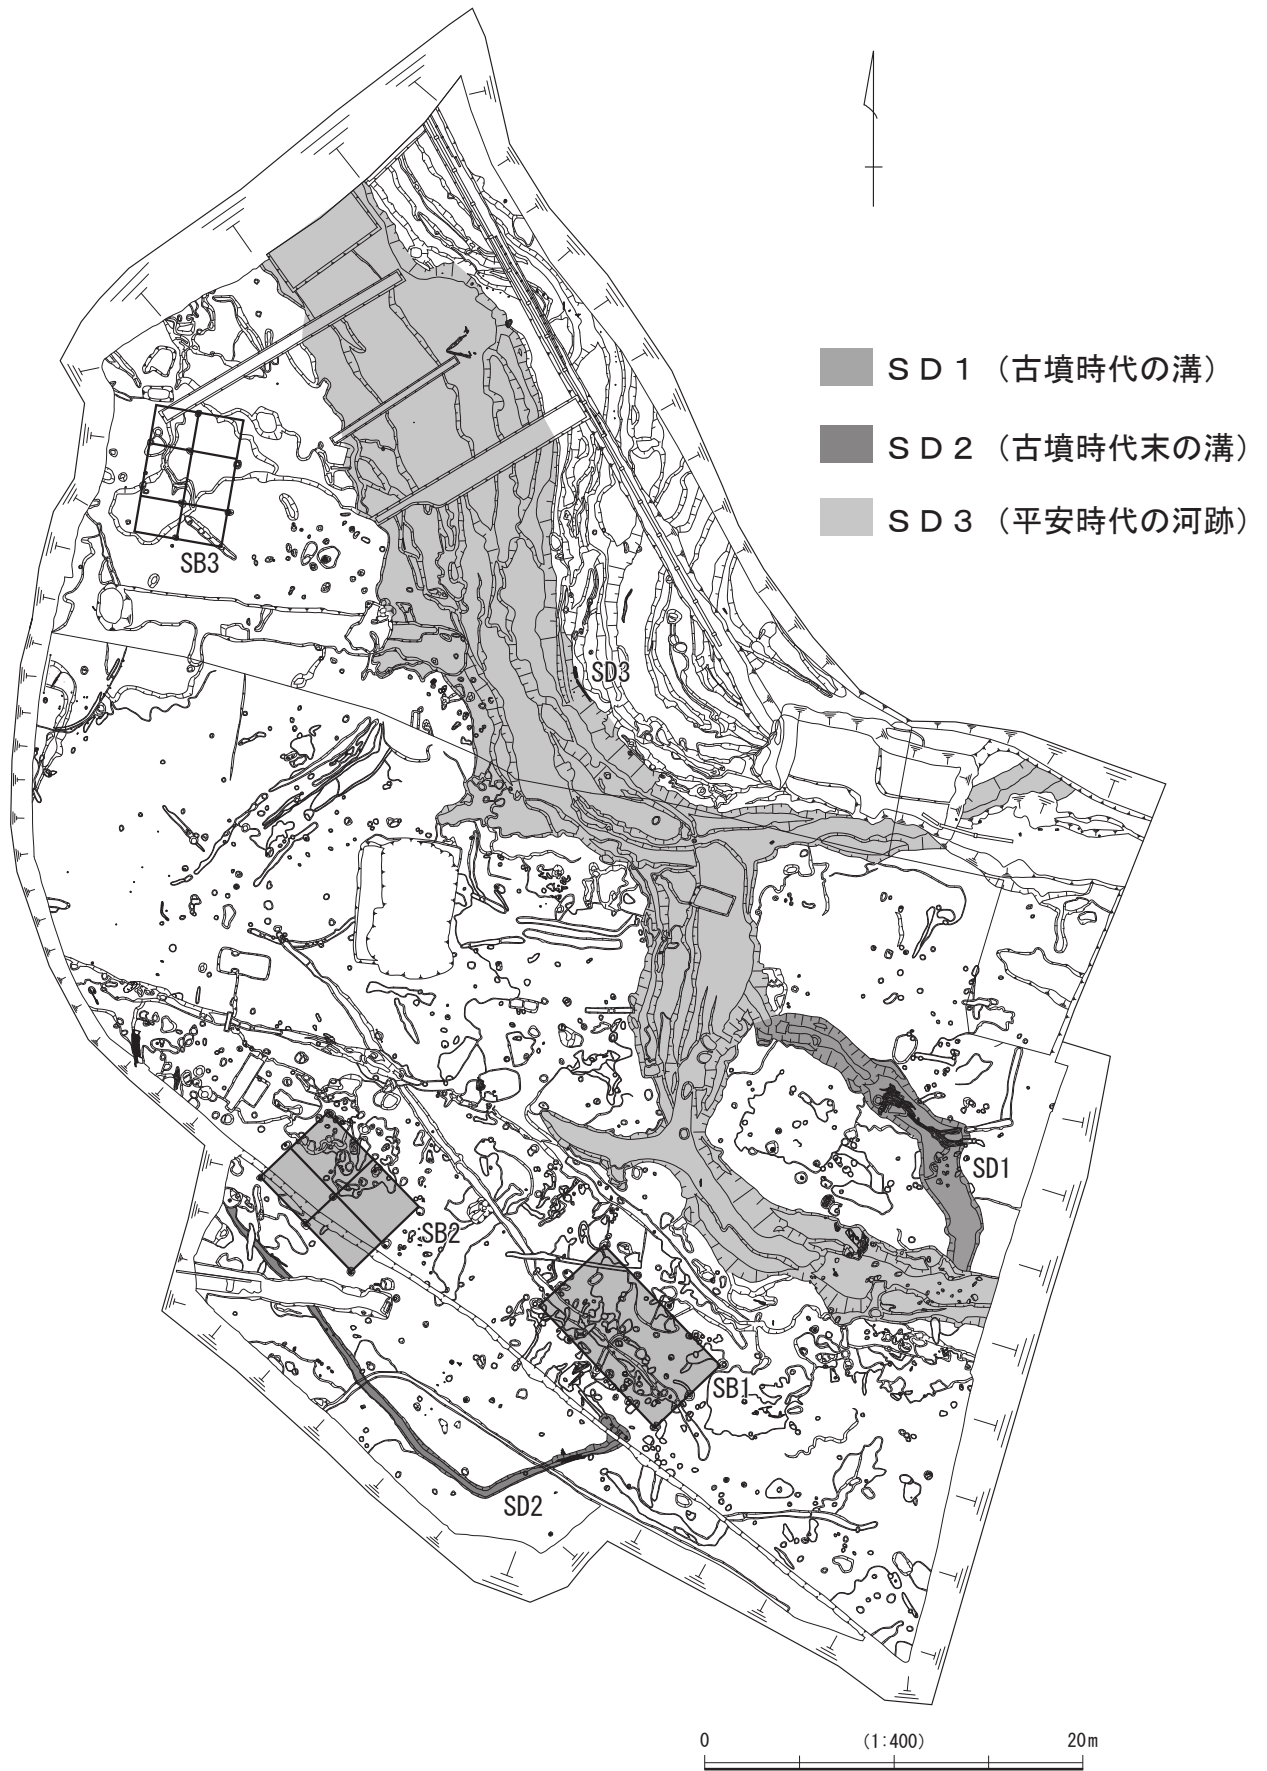 ＳＤ１（古墳時代の溝）
ＳＤ２（古墳時代末の溝）
ＳＤ３（平安時代の河跡）
SB3
SD3
SD1
SB2
SB1
SD2
0 (1:400) 20m